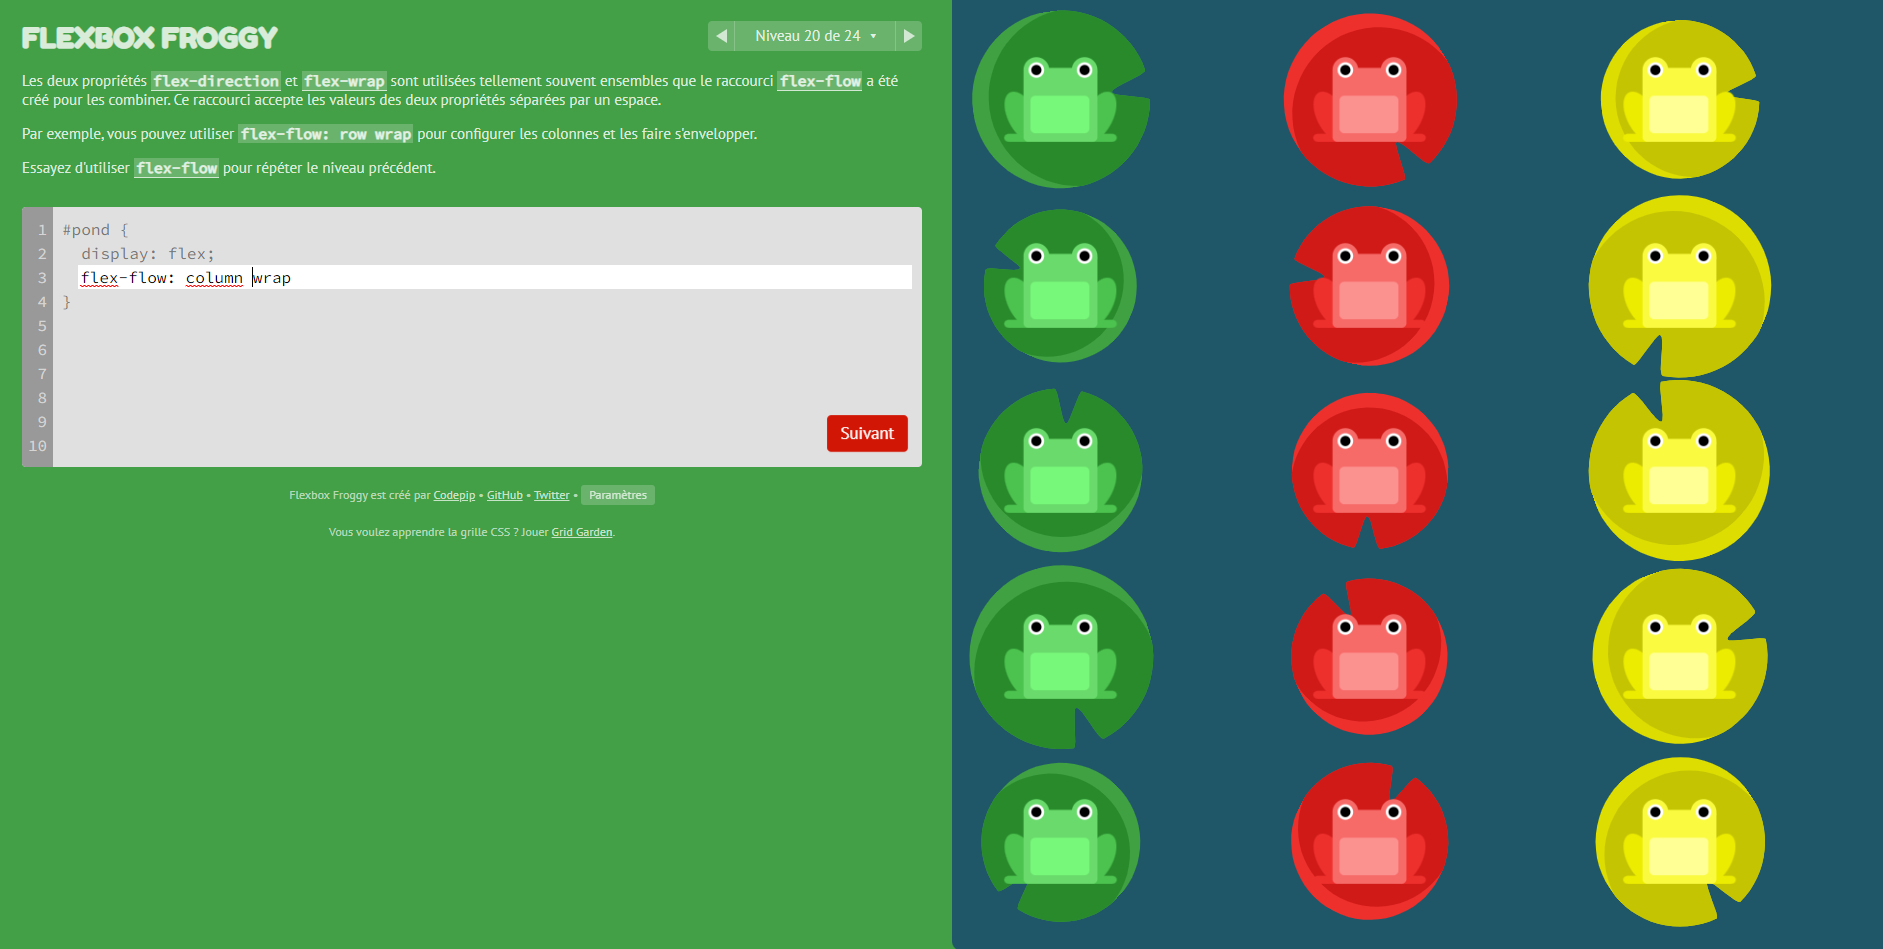 FLEXBOX FROGGY
Niveau 20 de 24
Les deux propriétés flex-direction et flex-wrap sont utilisées tellement souvent ensembles que le raccourci flex-flow a été
créé pour les combiner. Ce raccourci accepte les valeurs des deux propriétés séparées par un espace.
Par exemple, vous pouvez utiliser flex-flow: row wrap pour configurer les colonnes et les faire s'envelopper.
Essayez d'utiliser flex-flow pour répéter le niveau précédent.
1 #pond {
2 display: flex;
3 flex-flow: column wrap
4 }
5
6
7
8
9
10
Suivant
Flexbox Froggy est créé par Codepip • GitHub • Twitter • Paramètres
Vous voulez apprendre la grille CSS ? Jouer Grid Garden.